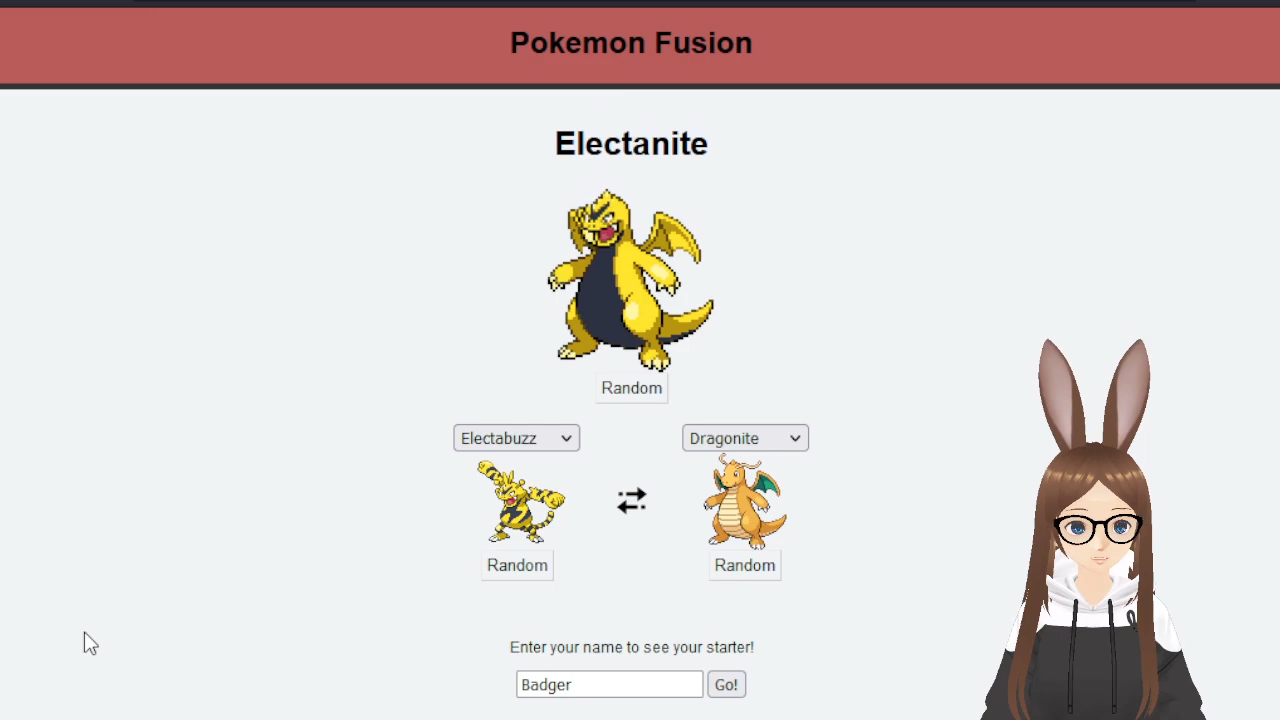 Pokemon Fusion
Electanite
Random
Electabuzz
Dragonite
Random
Random
Enter your name to see your starter!
Badger
Go!